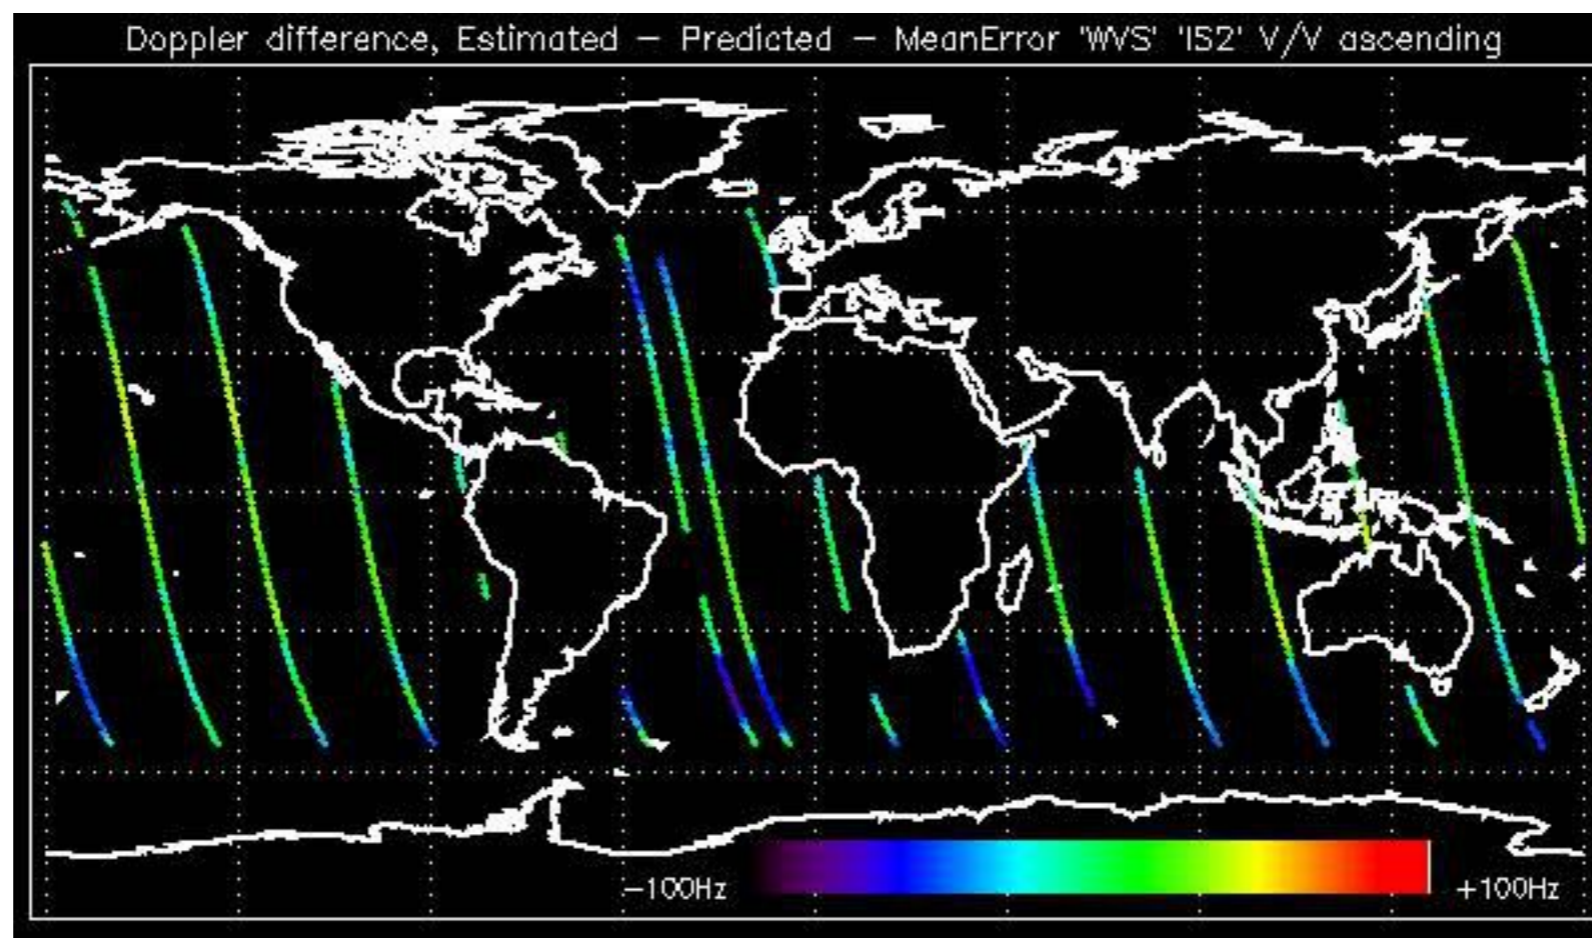 Doppler difference, Estimated – Predicted – MeanError 'WVS' 'IS2' V/V ascending
-100Hz
+100Hz